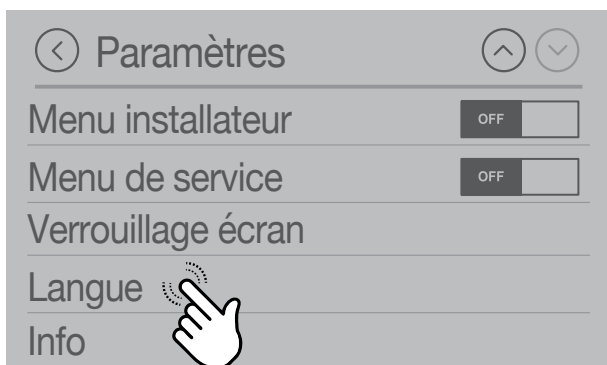 Paramètres
Menu installateur OFF
Menu de service OFF
Verrouillage écran
Langue
Info